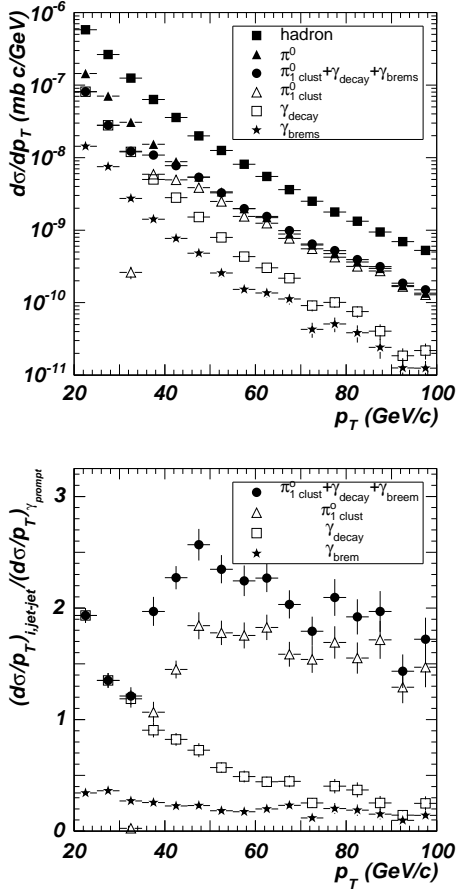 dσ/dp_T (mb c/GeV)
10^-6
10^-7
10^-8
10^-9
10^-10
10^-11
hadron
π^0
π^0_1 clust+γ_decay+γ_brems
π^0_1 clust
γ_decay
γ_brems
20 40 60 80 100
p_T (GeV/c)
(dσ/p_T)_i,jet-jet/(dσ/p_T)_γ_prompt
3
2
1
0
π^o_1 clust+γ_decay+γ_breem
π^o_1 clust
γ_decay
γ_brem
20 40 60 80 100
p_T (GeV/c)